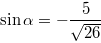 sin α = − 5/√26